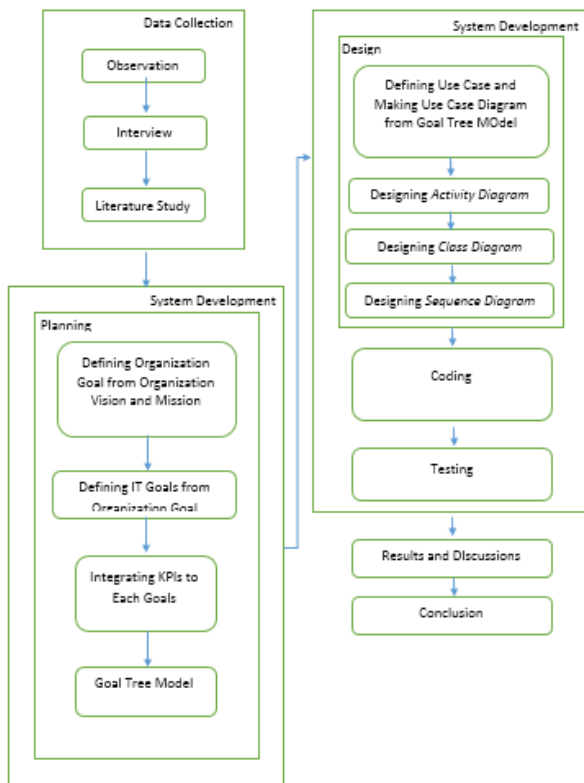 Data Collection
Observation
Interview
Literature Study
System Development
Planning
Defining Organization
Goal from Organization
Vision and Mission
Defining IT Goals from
Organization Goal
Integrating KPIs to
Each Goals
Goal Tree Model
System Development
Design
Defining Use Case and
Making Use Case Diagram
from Goal Tree MOdel
Designing Activity Diagram
Designing Class Diagram
Designing Sequence Diagram
Coding
Testing
Results and DIscussions
Conclusion